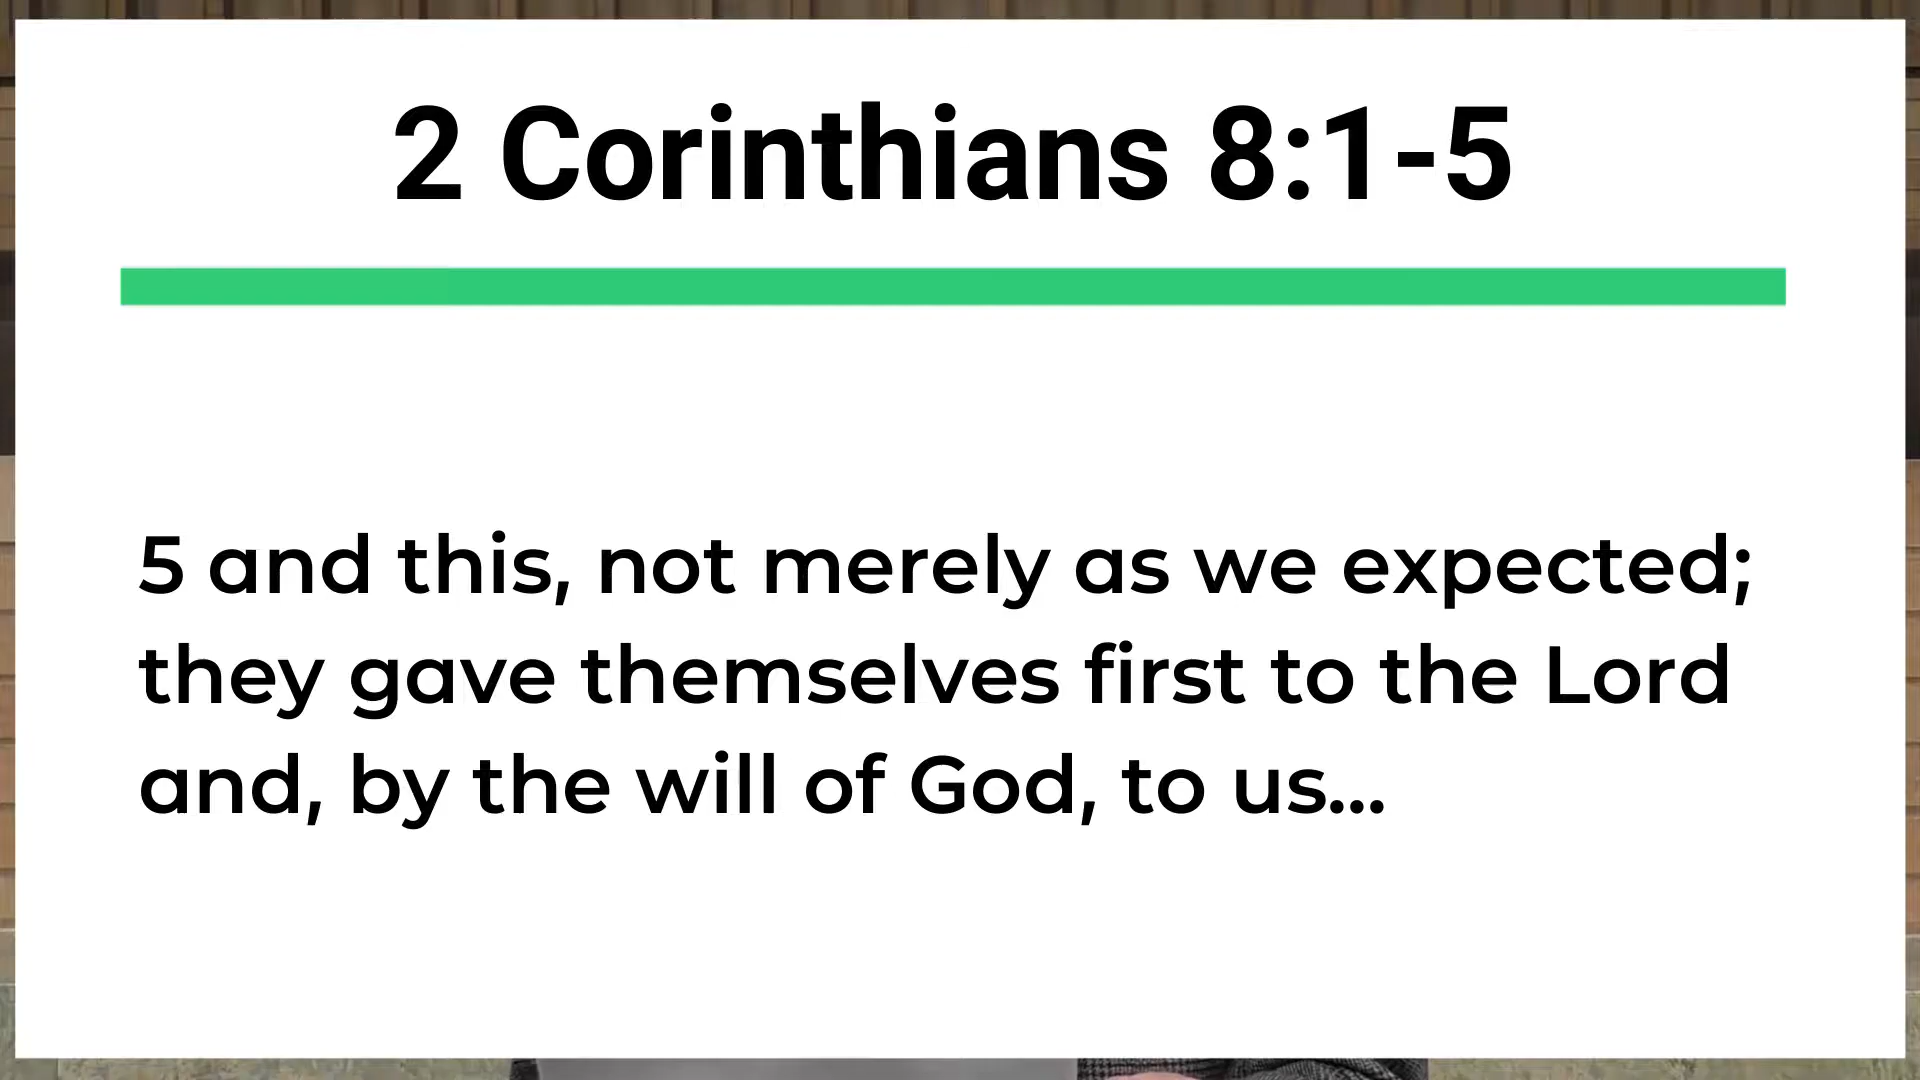 2 Corinthians 8:1-5
5 and this, not merely as we expected;
they gave themselves first to the Lord
and, by the will of God, to us...